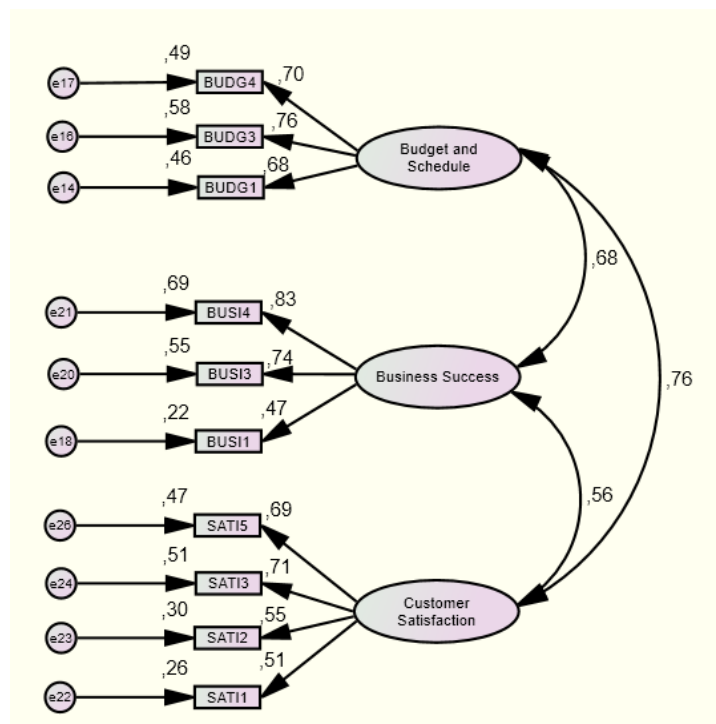 ,49
e17
BUDG4
,70
,58
e16
BUDG3
,76
,46
e14
BUDG1
,68
Budget and
Schedule
,68
,69
e21
BUSI4
,83
,55
e20
BUSI3
,74
Business Success
,76
,22
e18
BUSI1
,47
,56
,47
e26
SATI5
,69
,51
e24
SATI3
,71
,30
e23
SATI2
,55
Customer
Satisfaction
,26
e22
SATI1
,51